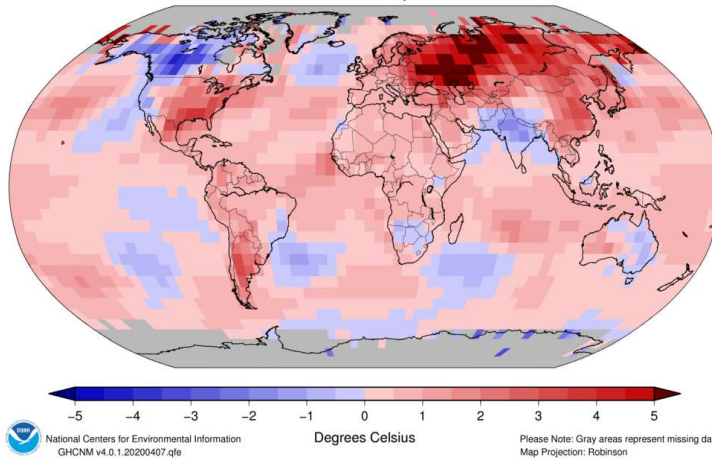 −5 −4 −3 −2 −1 0 1 2 3 4 5
NOAA
National Centers for Environmental Information
GHCNM v4.0.1.20200407.qfe
Degrees Celsius
Please Note: Gray areas represent missing da
Map Projection: Robinson